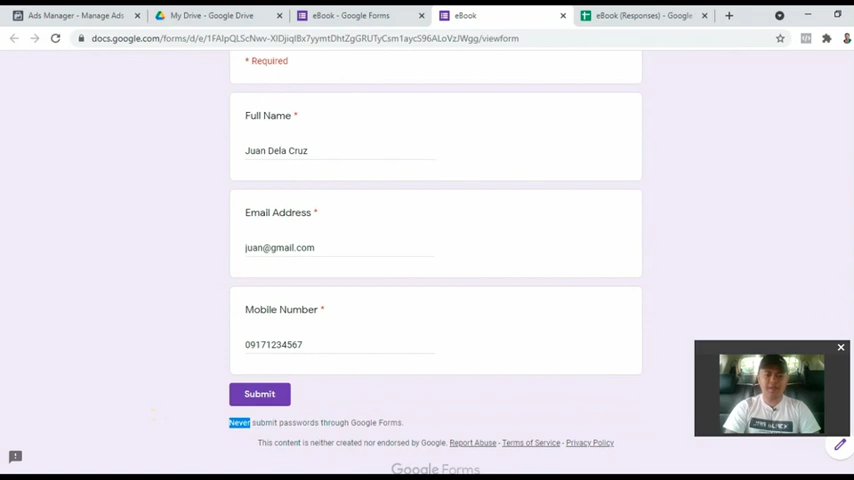 Ads Manager - Manage Ads
My Drive - Google Drive
eBook - Google Forms
eBook
eBook (Responses) - Google
docs.google.com/forms/d/e/1FAIpQLScNwv-XIDjiqIBx7yymtDhtZgGRUTyCsm1aycS96ALoVzJWgg/viewform
* Required
Full Name *
Juan Dela Cruz
Email Address *
juan@gmail.com
Mobile Number *
09171234567
Submit
Never submit passwords through Google Forms.
This content is neither created nor endorsed by Google. Report Abuse - Terms of Service - Privacy Policy
Google Forms